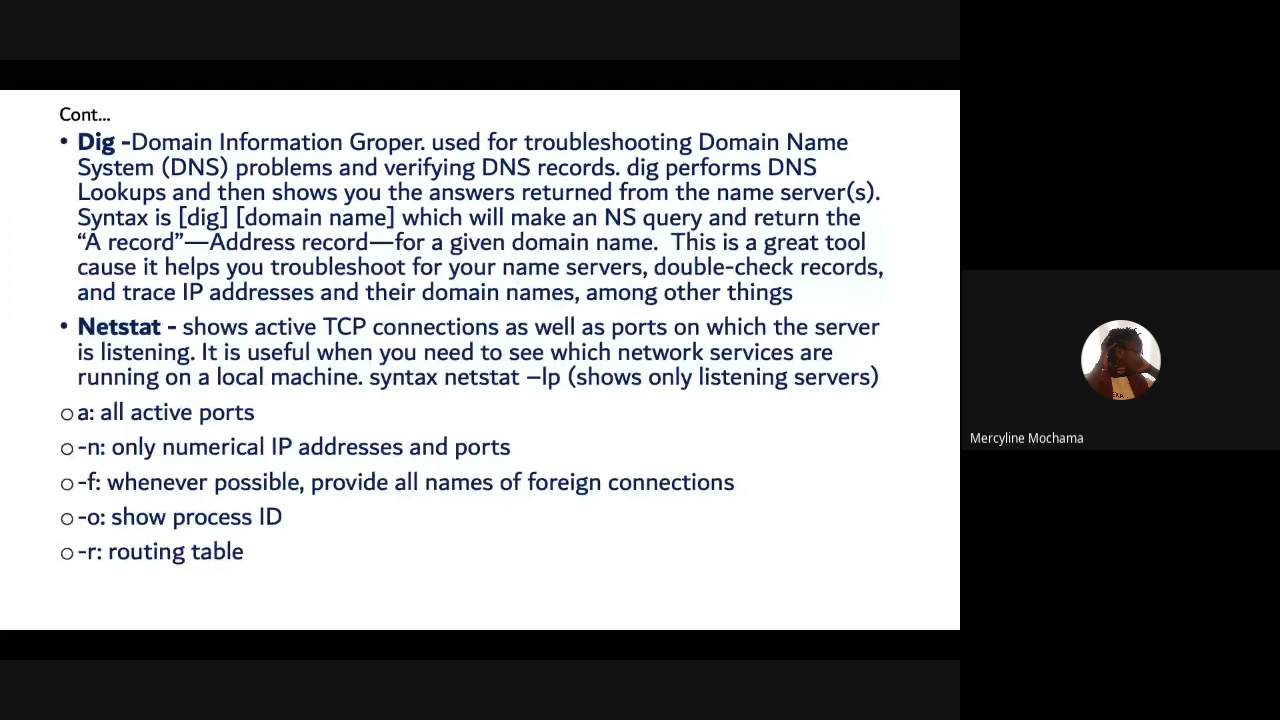 Cont...
• Dig -Domain Information Groper. used for troubleshooting Domain Name
System (DNS) problems and verifying DNS records. dig performs DNS
Lookups and then shows you the answers returned from the name server(s).
Syntax is [dig] [domain name] which will make an NS query and return the
“A record”—Address record—for a given domain name.  This is a great tool
cause it helps you troubleshoot for your name servers, double-check records,
and trace IP addresses and their domain names, among other things
• Netstat - shows active TCP connections as well as ports on which the server
is listening. It is useful when you need to see which network services are
running on a local machine. syntax netstat –lp (shows only listening servers)
o a: all active ports
o -n: only numerical IP addresses and ports
o -f: whenever possible, provide all names of foreign connections
o -o: show process ID
o -r: routing table
Mercyline Mochama